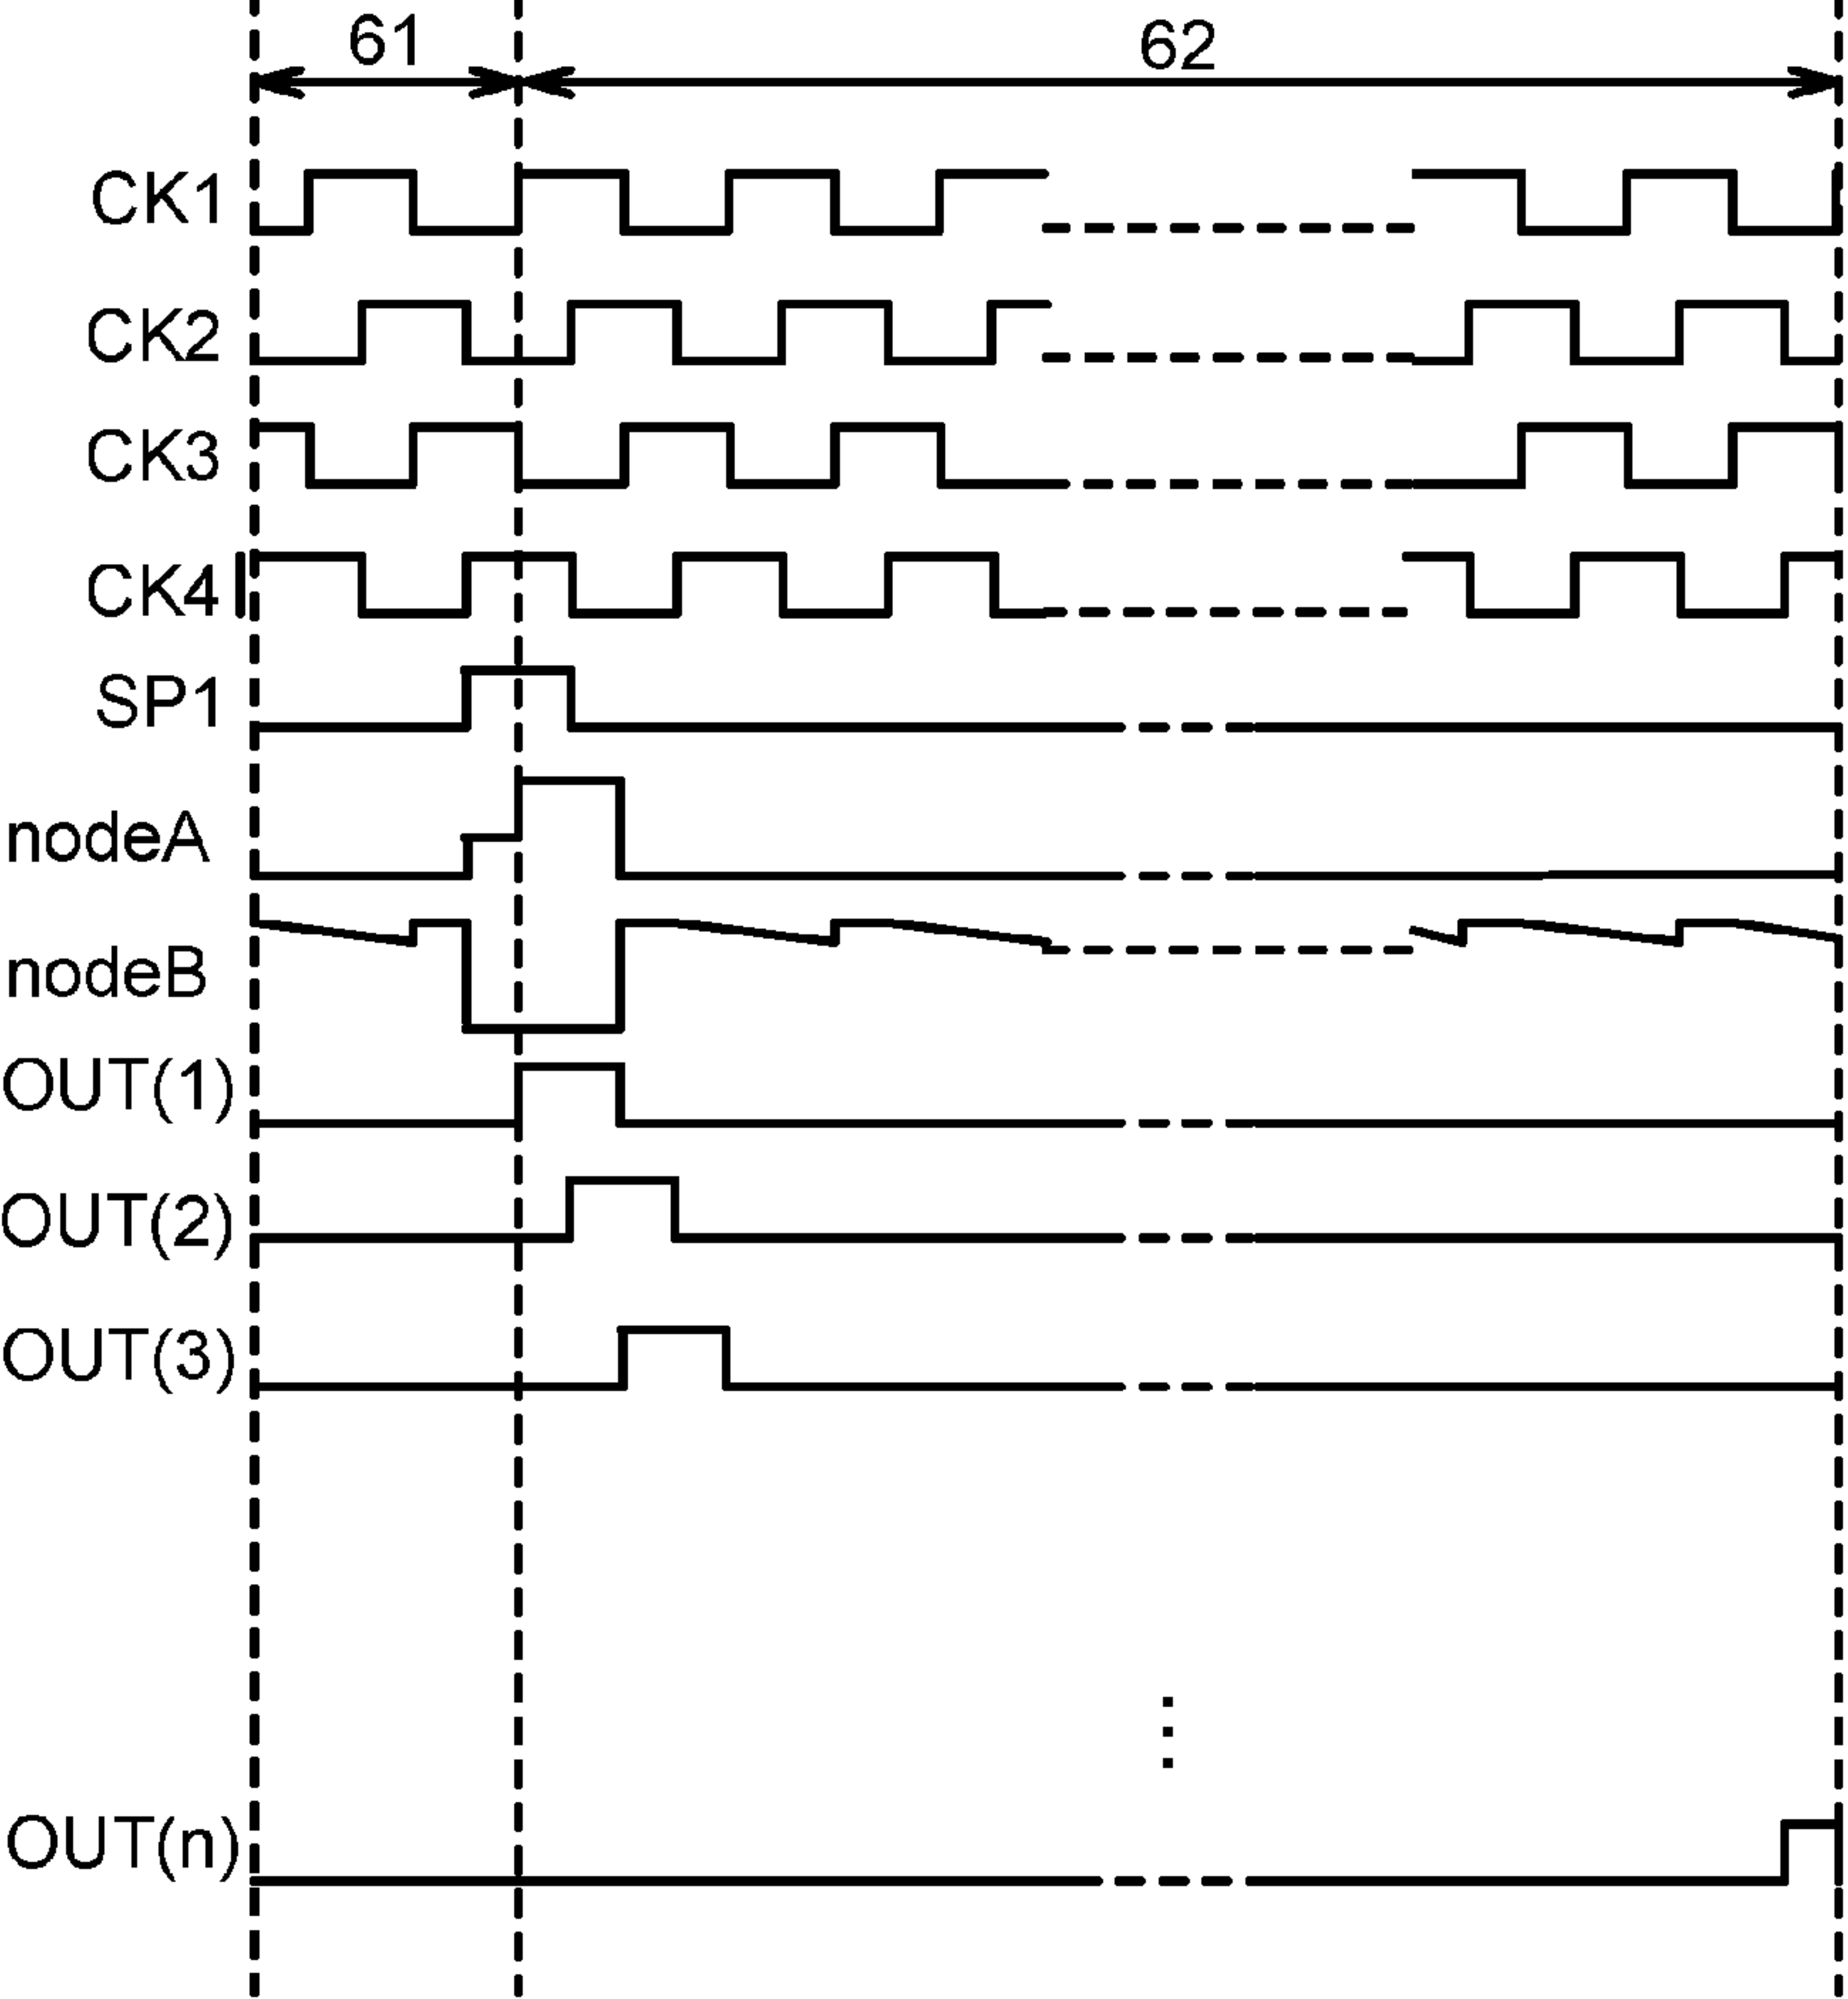 61 62
CK1
CK2
CK3
CK4
SP1
nodeA
nodeB
OUT(1)
OUT(2)
OUT(3)
OUT(n)